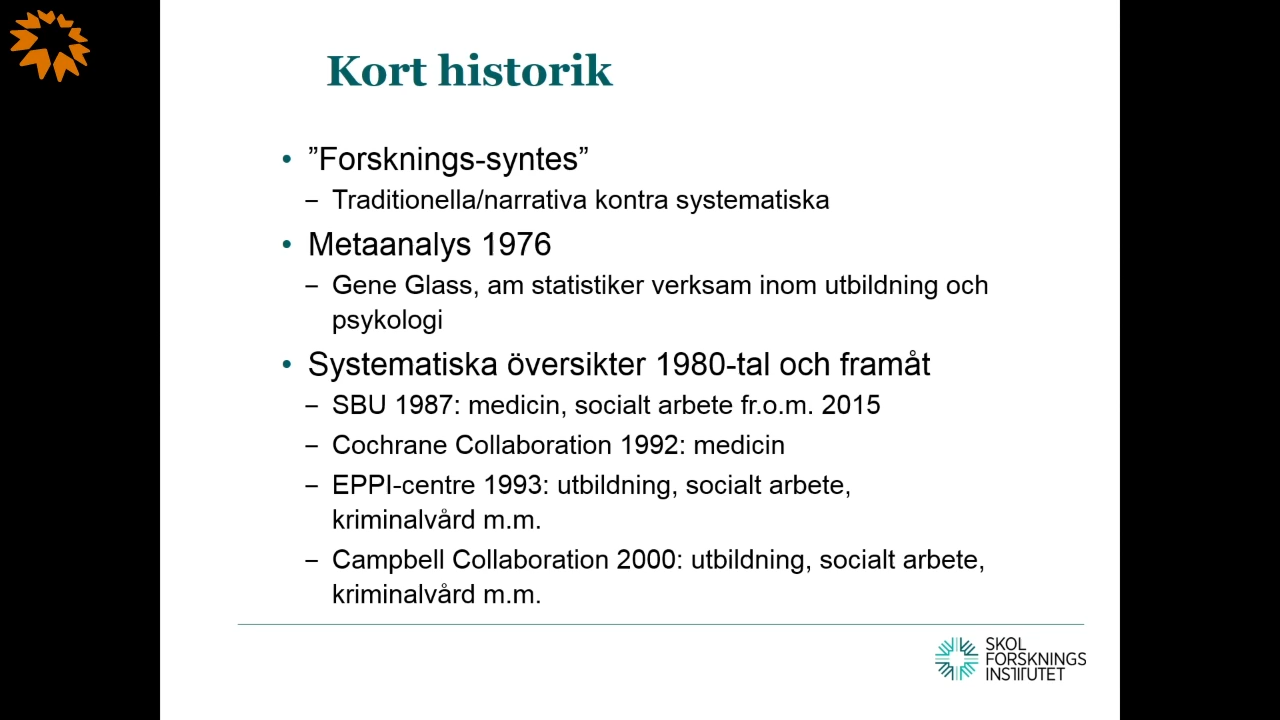 Kort historik
• ”Forsknings-syntes”
– Traditionella/narrativa kontra systematiska
• Metaanalys 1976
– Gene Glass, am statistiker verksam inom utbildning och
psykologi
• Systematiska översikter 1980-tal och framåt
– SBU 1987: medicin, socialt arbete fr.o.m. 2015
– Cochrane Collaboration 1992: medicin
– EPPI-centre 1993: utbildning, socialt arbete,
kriminalvård m.m.
– Campbell Collaboration 2000: utbildning, socialt arbete,
kriminalvård m.m.
SKOL
FORSKNINGS
INSTITUTET